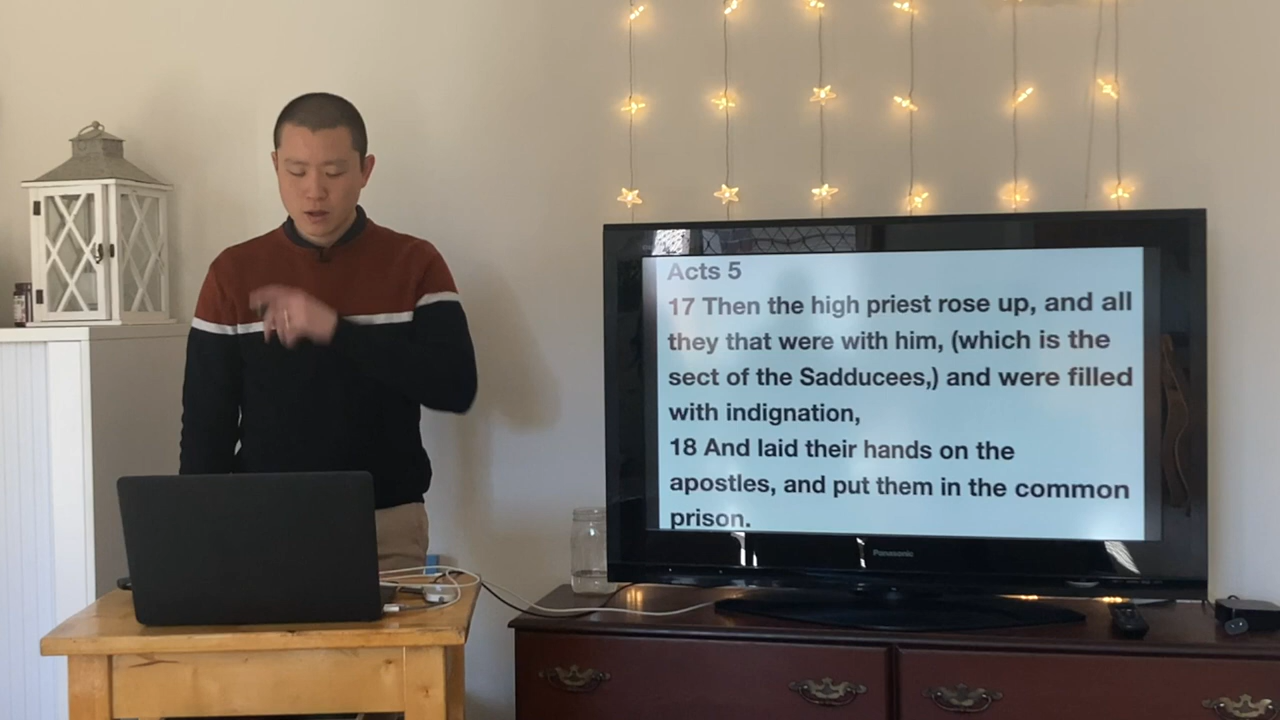 Acts 5
17 Then the high priest rose up, and all
they that were with him, (which is the
sect of the Sadducees,) and were filled
with indignation,
18 And laid their hands on the
apostles, and put them in the common
prison.
Panasonic